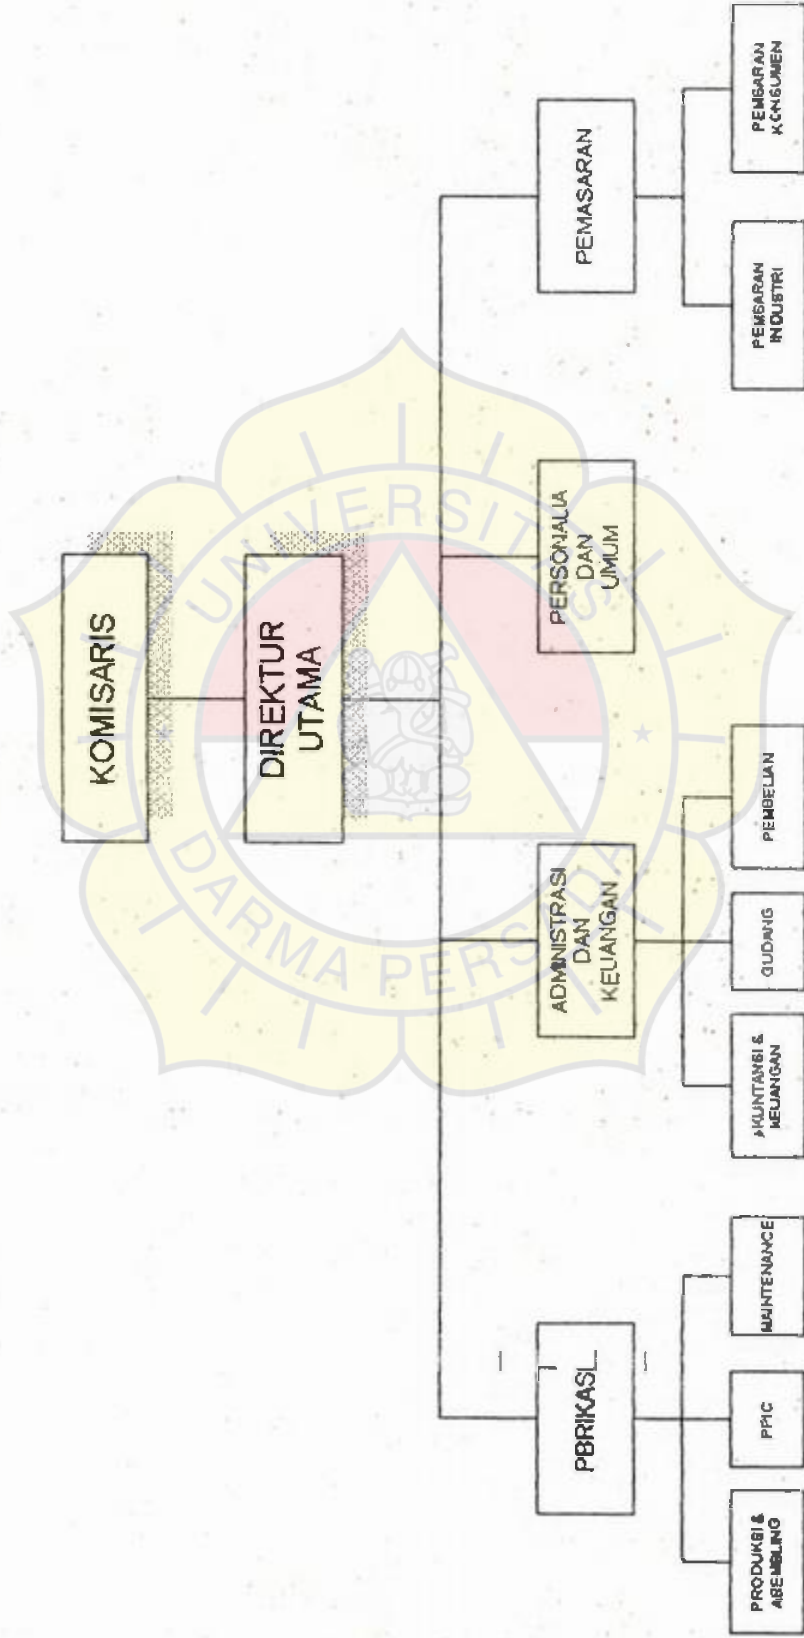 KOMISARIS
DIREKTUR
UTAMA
PBRIKASI
ADMINISTRASI
DAN
KEUANGAN
PERSONALIA
DAN
UMUM
PEMASARAN
PRODUKSI &
ASEMBLING
PPIC
MAINTENANCE
AKUNTANSI &
KEUANGAN
GUDANG
PEMBELIAN
PEMSARAN
INDUSTRI
PEMSARAN
KONSUMEN
UNIVERSITAS
DARMA PERSADA